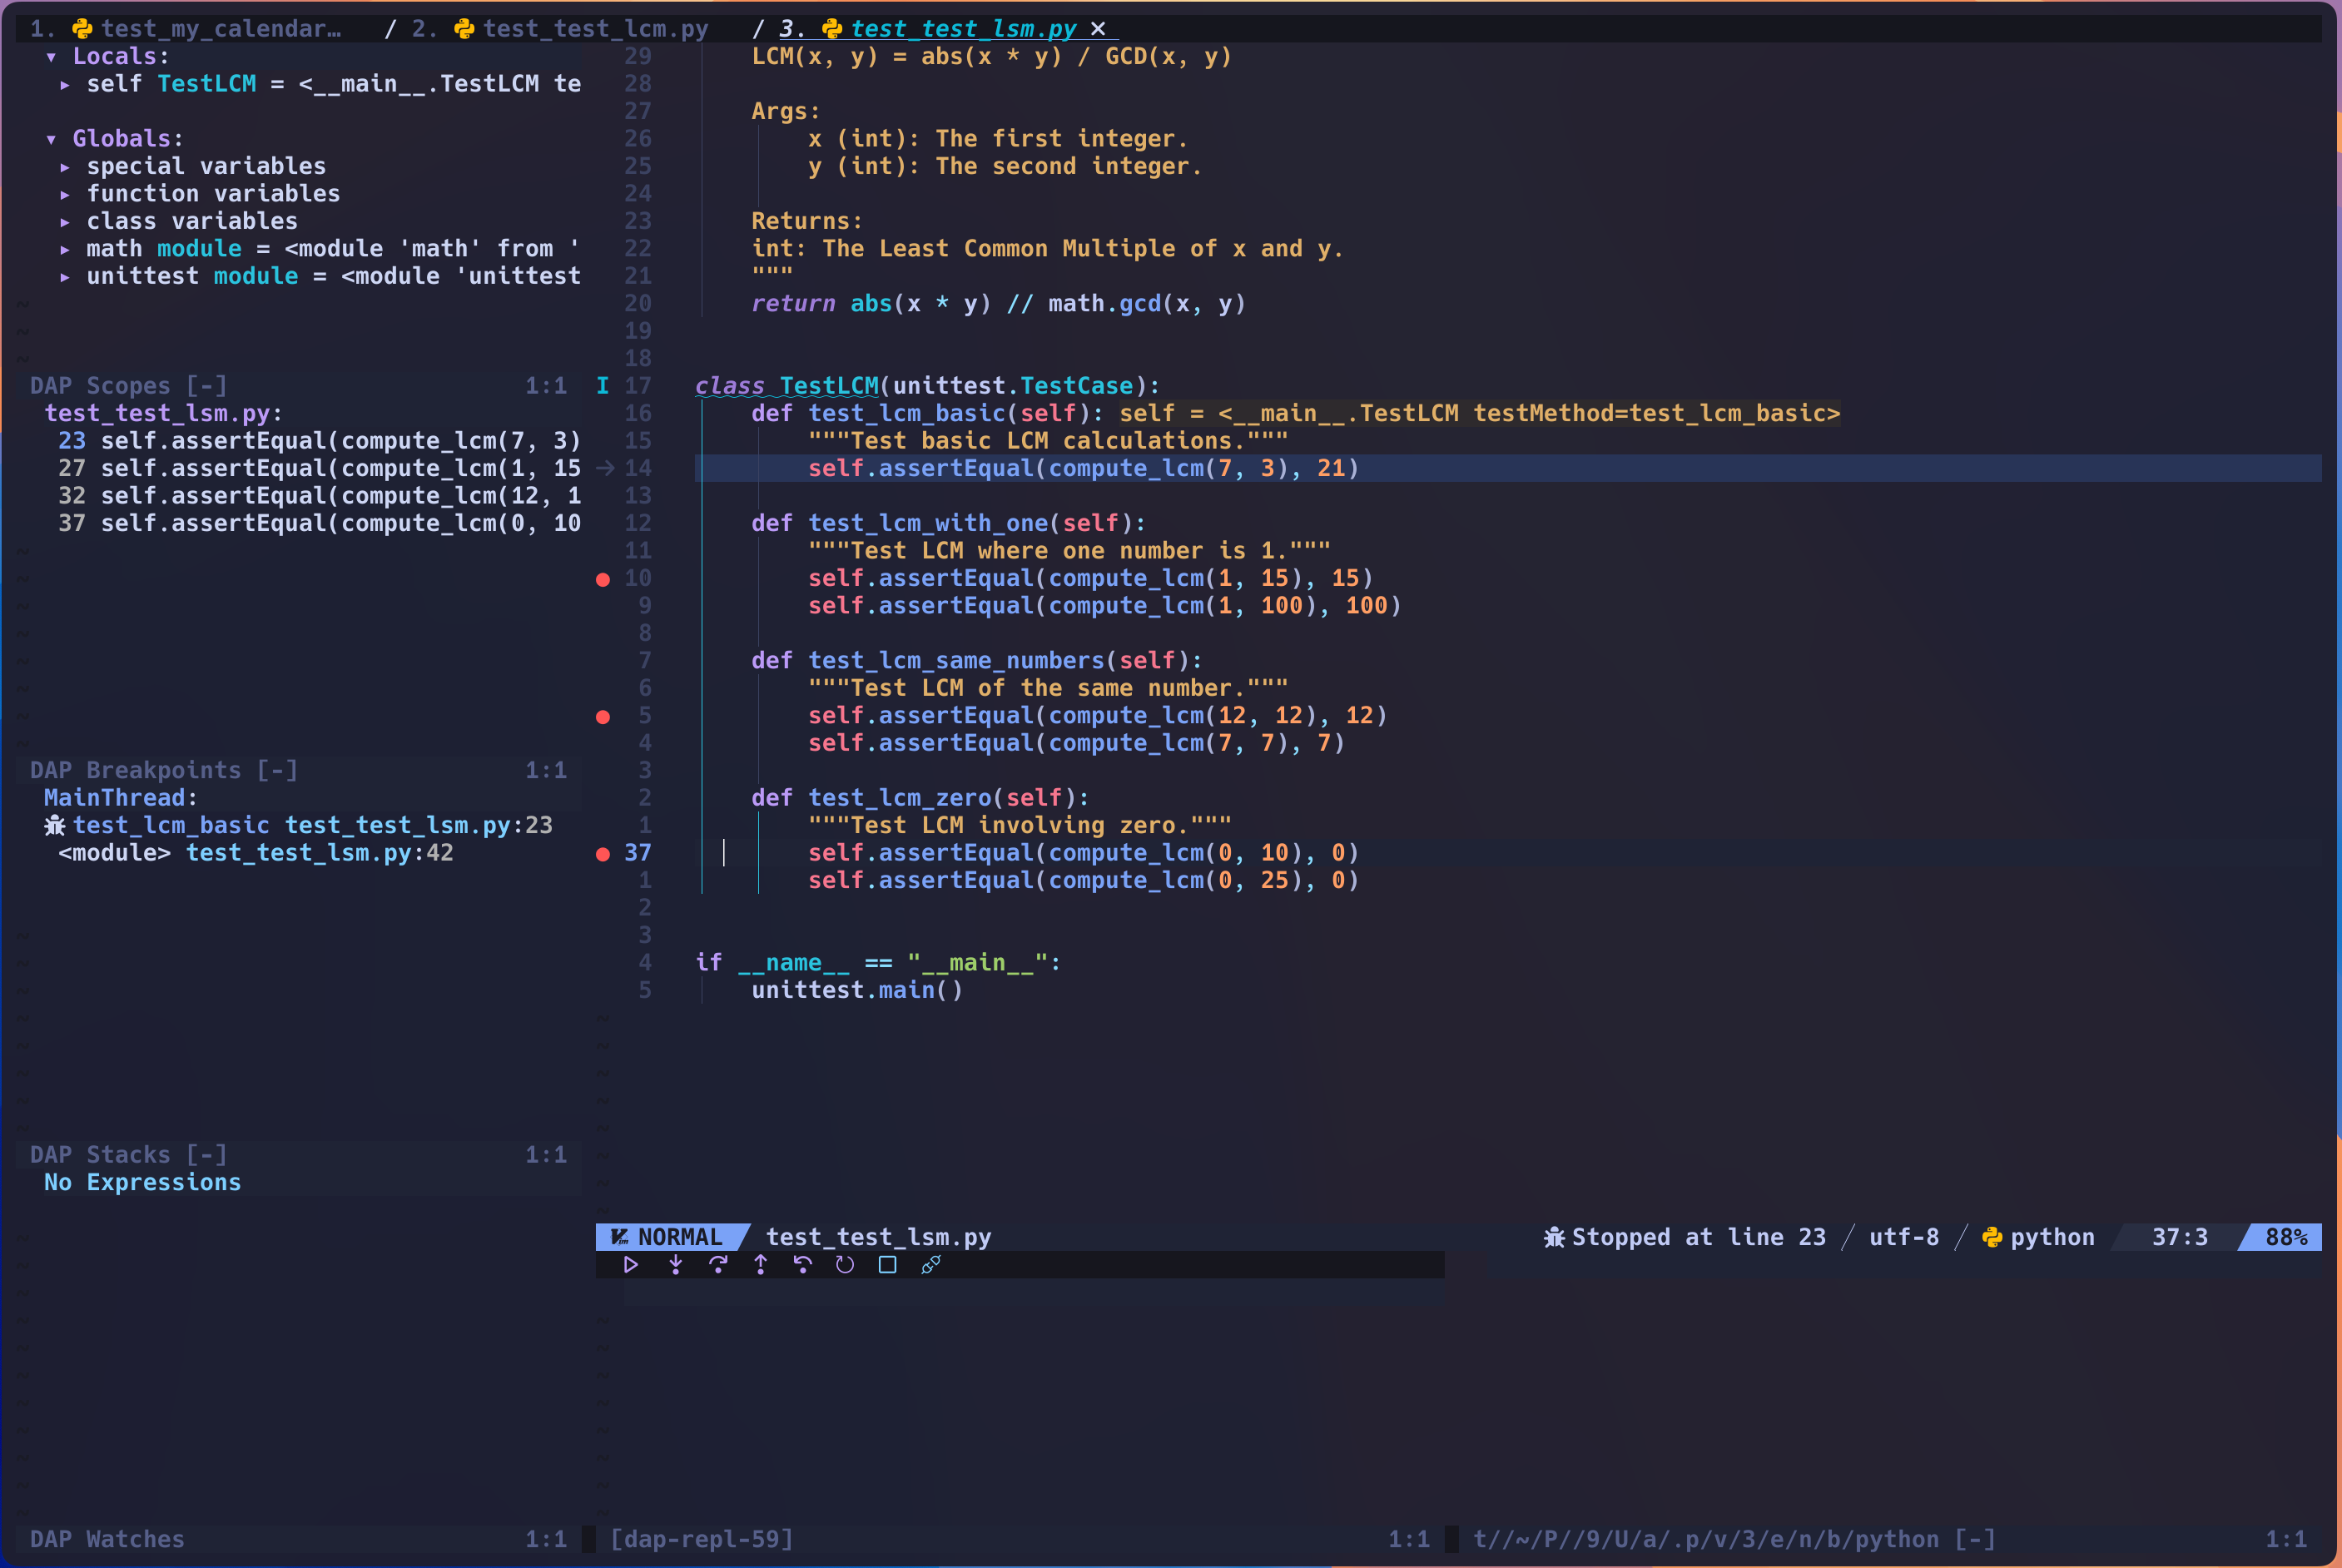 1. test_my_calendar… / 2. test_test_lcm.py / 3. test_test_lsm.py ×
▾ Locals:
▸ self TestLCM = <__main__.TestLCM te
▾ Globals:
▸ special variables
▸ function variables
▸ class variables
▸ math module = <module 'math' from '
▸ unittest module = <module 'unittest
~
~
~
DAP Scopes [-] 1:1
test_test_lsm.py:
23 self.assertEqual(compute_lcm(7, 3)
27 self.assertEqual(compute_lcm(1, 15
32 self.assertEqual(compute_lcm(12, 1
37 self.assertEqual(compute_lcm(0, 10
~
~
~
~
~
~
~
~
DAP Breakpoints [-] 1:1
MainThread:
test_lcm_basic test_test_lsm.py:23
<module> test_test_lsm.py:42
~
~
~
~
~
~
~
~
DAP Stacks [-] 1:1
No Expressions
~
~
~
~
~
~
~
~
~
~
~
DAP Watches 1:1
29 LCM(x, y) = abs(x * y) / GCD(x, y)
28
27 Args:
26 x (int): The first integer.
25 y (int): The second integer.
24
23 Returns:
22 int: The Least Common Multiple of x and y.
21 """
20 return abs(x * y) // math.gcd(x, y)
19
18
I 17 class TestLCM(unittest.TestCase):
16 def test_lcm_basic(self): self = <__main__.TestLCM testMethod=test_lcm_basic>
15 """Test basic LCM calculations."""
→ 14 self.assertEqual(compute_lcm(7, 3), 21)
13
12 def test_lcm_with_one(self):
11 """Test LCM where one number is 1."""
● 10 self.assertEqual(compute_lcm(1, 15), 15)
9 self.assertEqual(compute_lcm(1, 100), 100)
8
7 def test_lcm_same_numbers(self):
6 """Test LCM of the same number."""
● 5 self.assertEqual(compute_lcm(12, 12), 12)
4 self.assertEqual(compute_lcm(7, 7), 7)
3
2 def test_lcm_zero(self):
1 """Test LCM involving zero."""
● 37 self.assertEqual(compute_lcm(0, 10), 0)
1 self.assertEqual(compute_lcm(0, 25), 0)
2
3
4 if __name__ == "__main__":
5 unittest.main()
~
~
~
~
~
~
~
~
NORMAL test_test_lsm.py Stopped at line 23 / utf-8 / python 37:3 88%
~
~
~
~
~
~
~
~
[dap-repl-59] 1:1
t//~/P//9/U/a/.p/v/3/e/n/b/python [-] 1:1